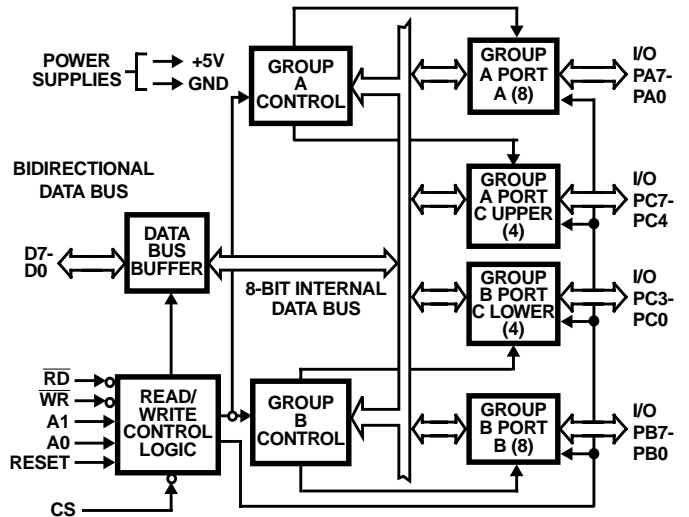 POWER
SUPPLIES
+5V
GND
GROUP
A
CONTROL
GROUP
A PORT
A (8)
I/O
PA7-
PA0
BIDIRECTIONAL
DATA BUS
GROUP
A PORT
C UPPER
(4)
I/O
PC7-
PC4
D7-
D0
DATA
BUS
BUFFER
8-BIT INTERNAL
DATA BUS
GROUP
B PORT
C LOWER
(4)
I/O
PC3-
PC0
RD
WR
A1
A0
RESET
READ/
WRITE
CONTROL
LOGIC
GROUP
B
CONTROL
GROUP
B PORT
B (8)
I/O
PB7-
PB0
CS